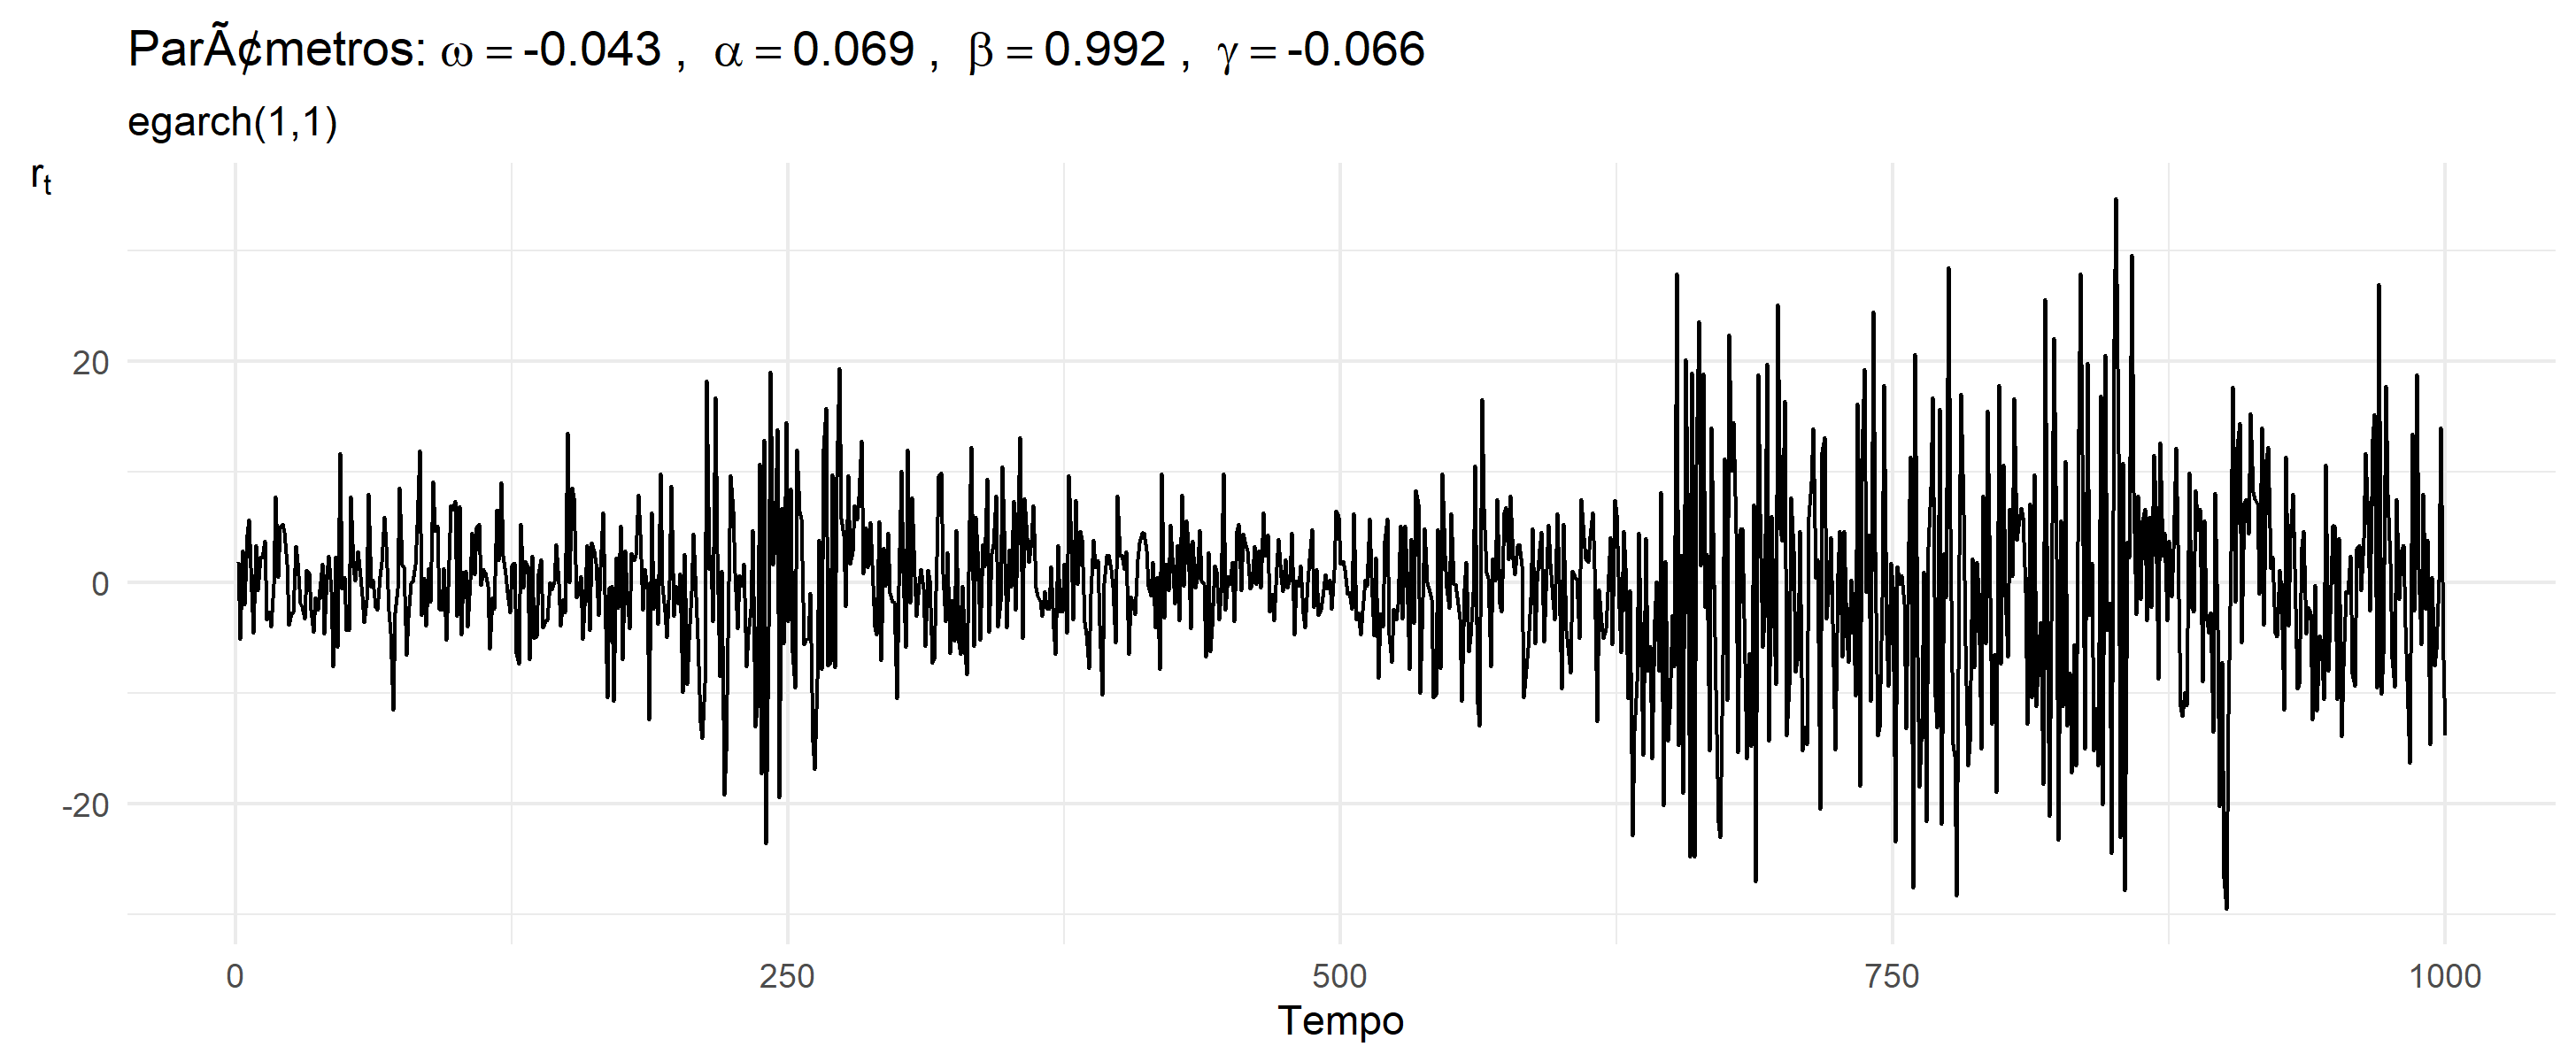 ParÃ¢metros: ω = -0.043 , α = 0.069 , β = 0.992 , γ = -0.066
egarch(1,1)
rt
20
0
-20
0 250 500 750 1000
Tempo